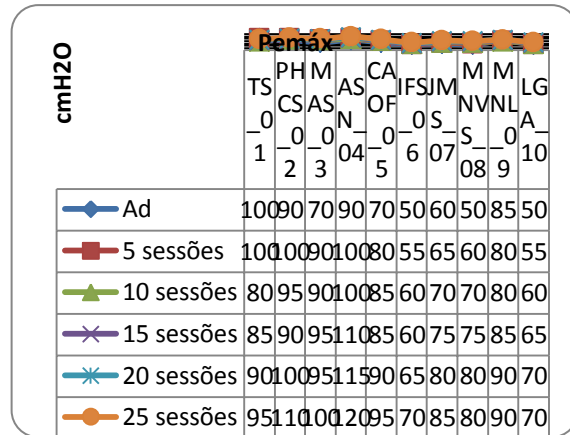 Pemáx
cmH2O
TS_01 PHCS_02 MAS_03 ASN_04 CAOF_05 IFS_06 JMS_07 MNVS_08 MNL_09 LGA_10
Ad 100 90 70 90 70 50 60 50 85 50
5 sessões 100 100 90 100 80 55 65 60 80 55
10 sessões 80 95 90 100 85 60 70 70 80 60
15 sessões 85 90 95 110 85 60 75 75 85 65
20 sessões 90 100 95 115 90 65 80 80 90 70
25 sessões 95 110 100 120 95 70 85 80 90 70